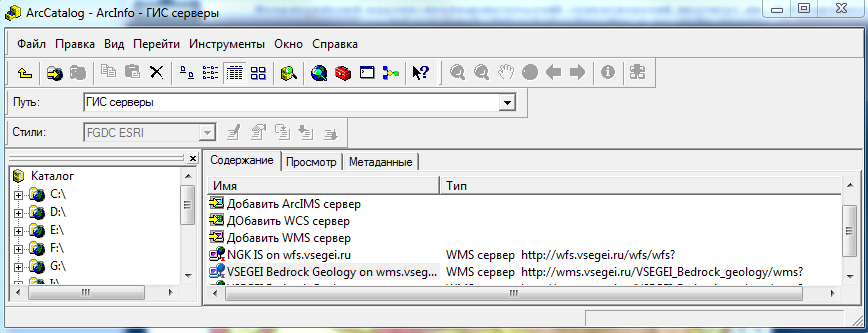 ArcCatalog - ArcInfo - ГИС серверы
Файл Правка Вид Перейти Инструменты Окно Справка
Путь: ГИС серверы
Стили: FGDC ESRI
Каталог
C:\
D:\
E:\
F:\
G:\
I:\
Содержание Просмотр Метаданные
Имя Тип
Добавить ArcIMS сервер
ДОбавить WCS сервер
Добавить WMS сервер
NGK IS on wfs.vsegei.ru WMS сервер http://wfs.vsegei.ru/wfs/wfs?
VSEGEI Bedrock Geology on wms.vseg... WMS сервер http://wms.vsegei.ru/VSEGEI_Bedrock_geology/wms?